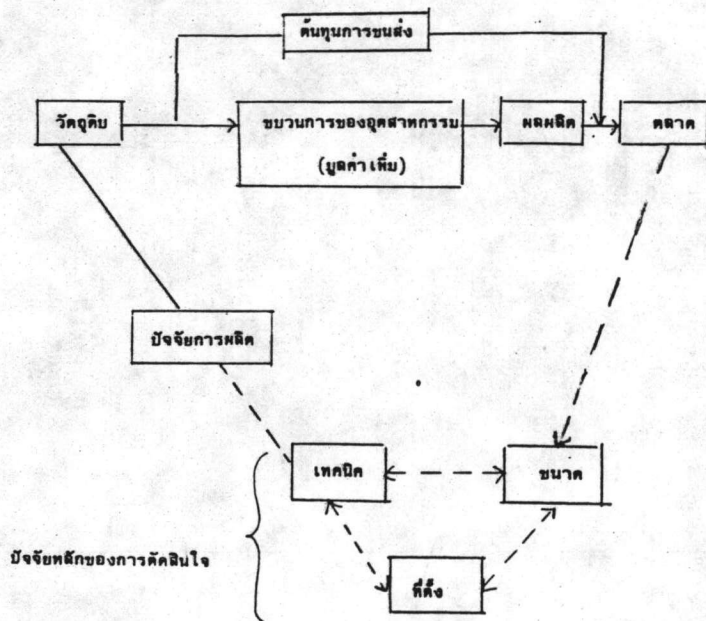 ต้นทุนการขนส่ง
วัตถุดิบ
ขบวนการของอุตสาหกรรม
(มูลค่าเพิ่ม)
ผลผลิต
ตลาด
ปัจจัยการผลิต
เทคนิค
ขนาด
ปัจจัยหลักของการตัดสินใจ
ที่ตั้ง